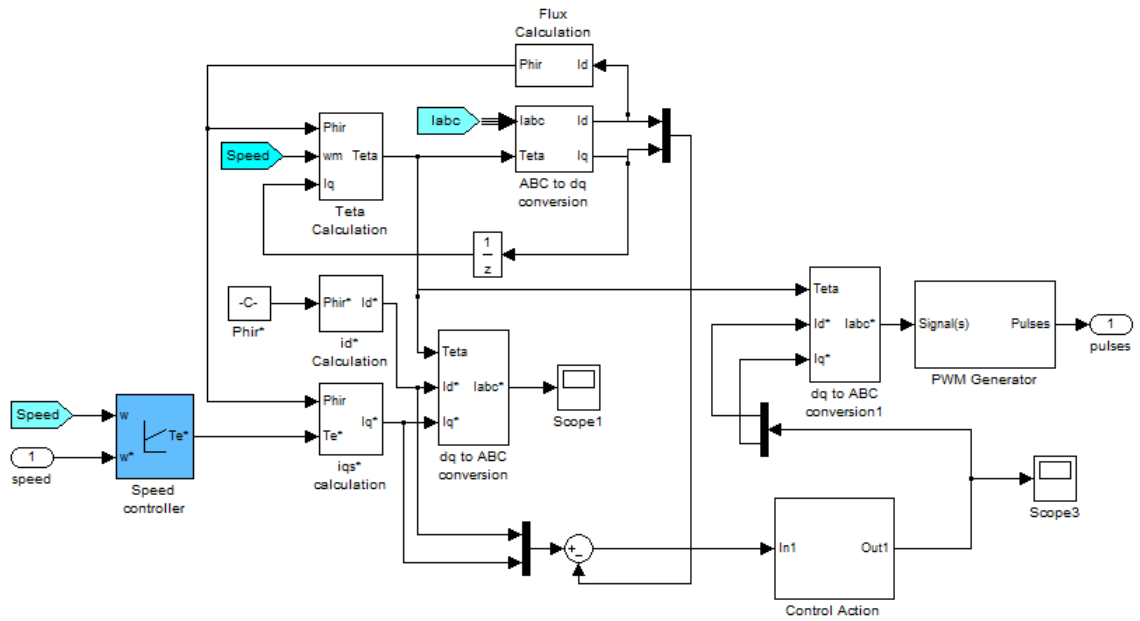 Flux
Calculation
Phir Id
Iabc
Iabc Id
Teta Iq
ABC to dq
conversion
Phir
Speed
wm Teta
Iq
Teta
Calculation
1
z
-C-
Phir*
Phir* Id*
id*
Calculation
Teta
Id* Iabc*
Iq*
dq to ABC
conversion
Scope1
Teta
Id* Iabc*
Iq*
dq to ABC
conversion1
Signal(s) Pulses
PWM Generator
1
pulses
Speed
1
speed
w
Te*
w*
Speed
controller
Phir
Iq*
Te*
iqs*
calculation
+
-
In1 Out1
Control Action
Scope3